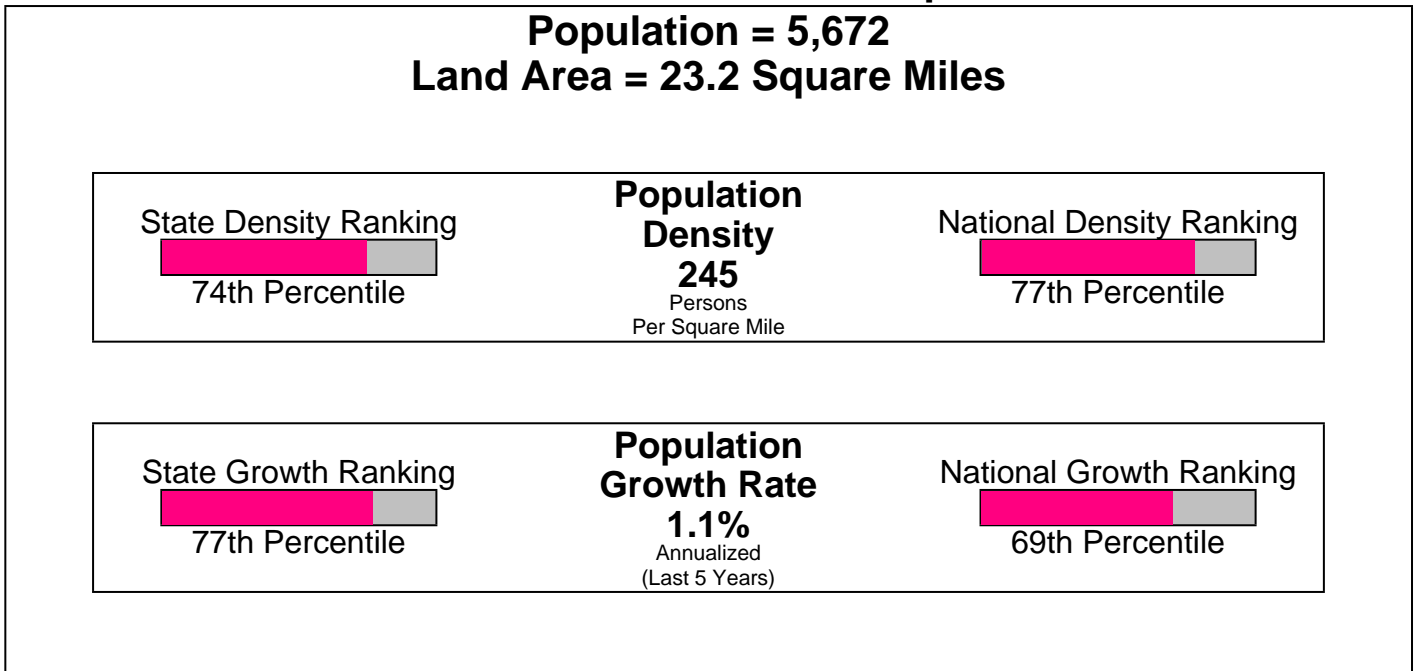 Population = 5,672
Land Area = 23.2 Square Miles
State Density Ranking
74th Percentile
Population
Density
245
Persons
Per Square Mile
National Density Ranking
77th Percentile
State Growth Ranking
77th Percentile
Population
Growth Rate
1.1%
Annualized
(Last 5 Years)
National Growth Ranking
69th Percentile